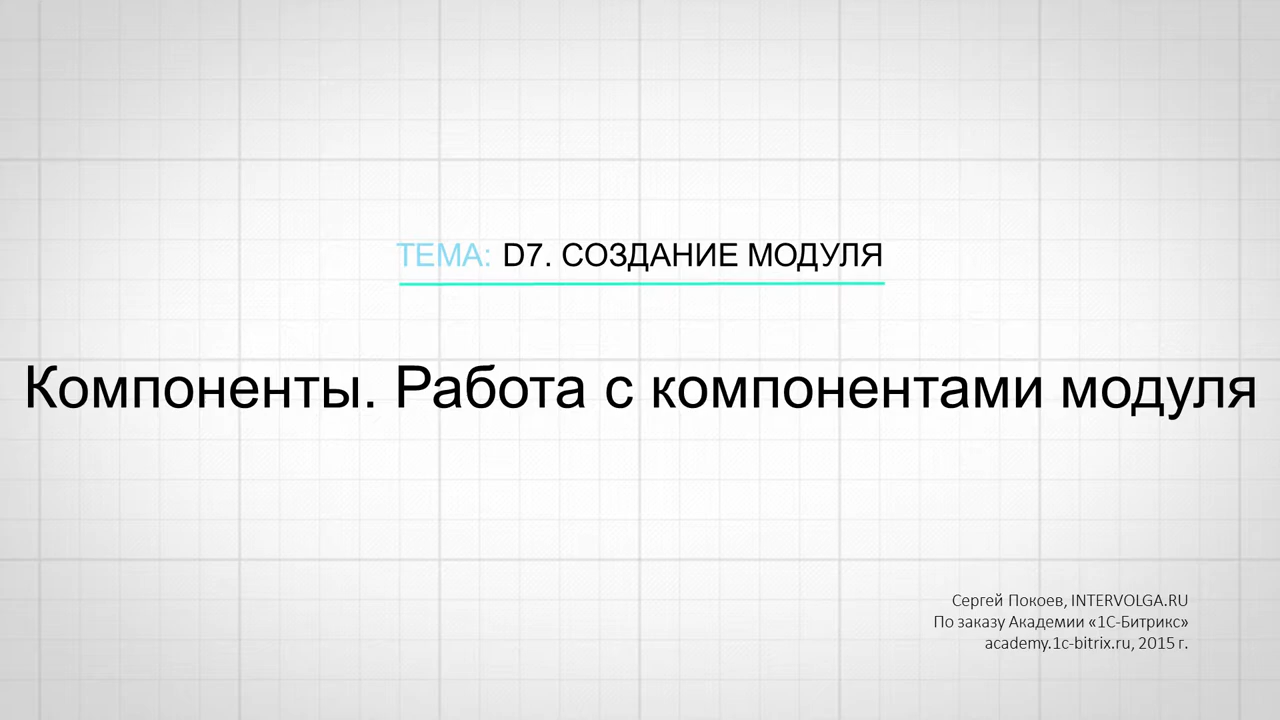 ТЕМА: D7. СОЗДАНИЕ МОДУЛЯ
Компоненты. Работа с компонентами модуля
Сергей Покоев, INTERVOLGA.RU
По заказу Академии «1С-Битрикс»
academy.1c-bitrix.ru, 2015 г.